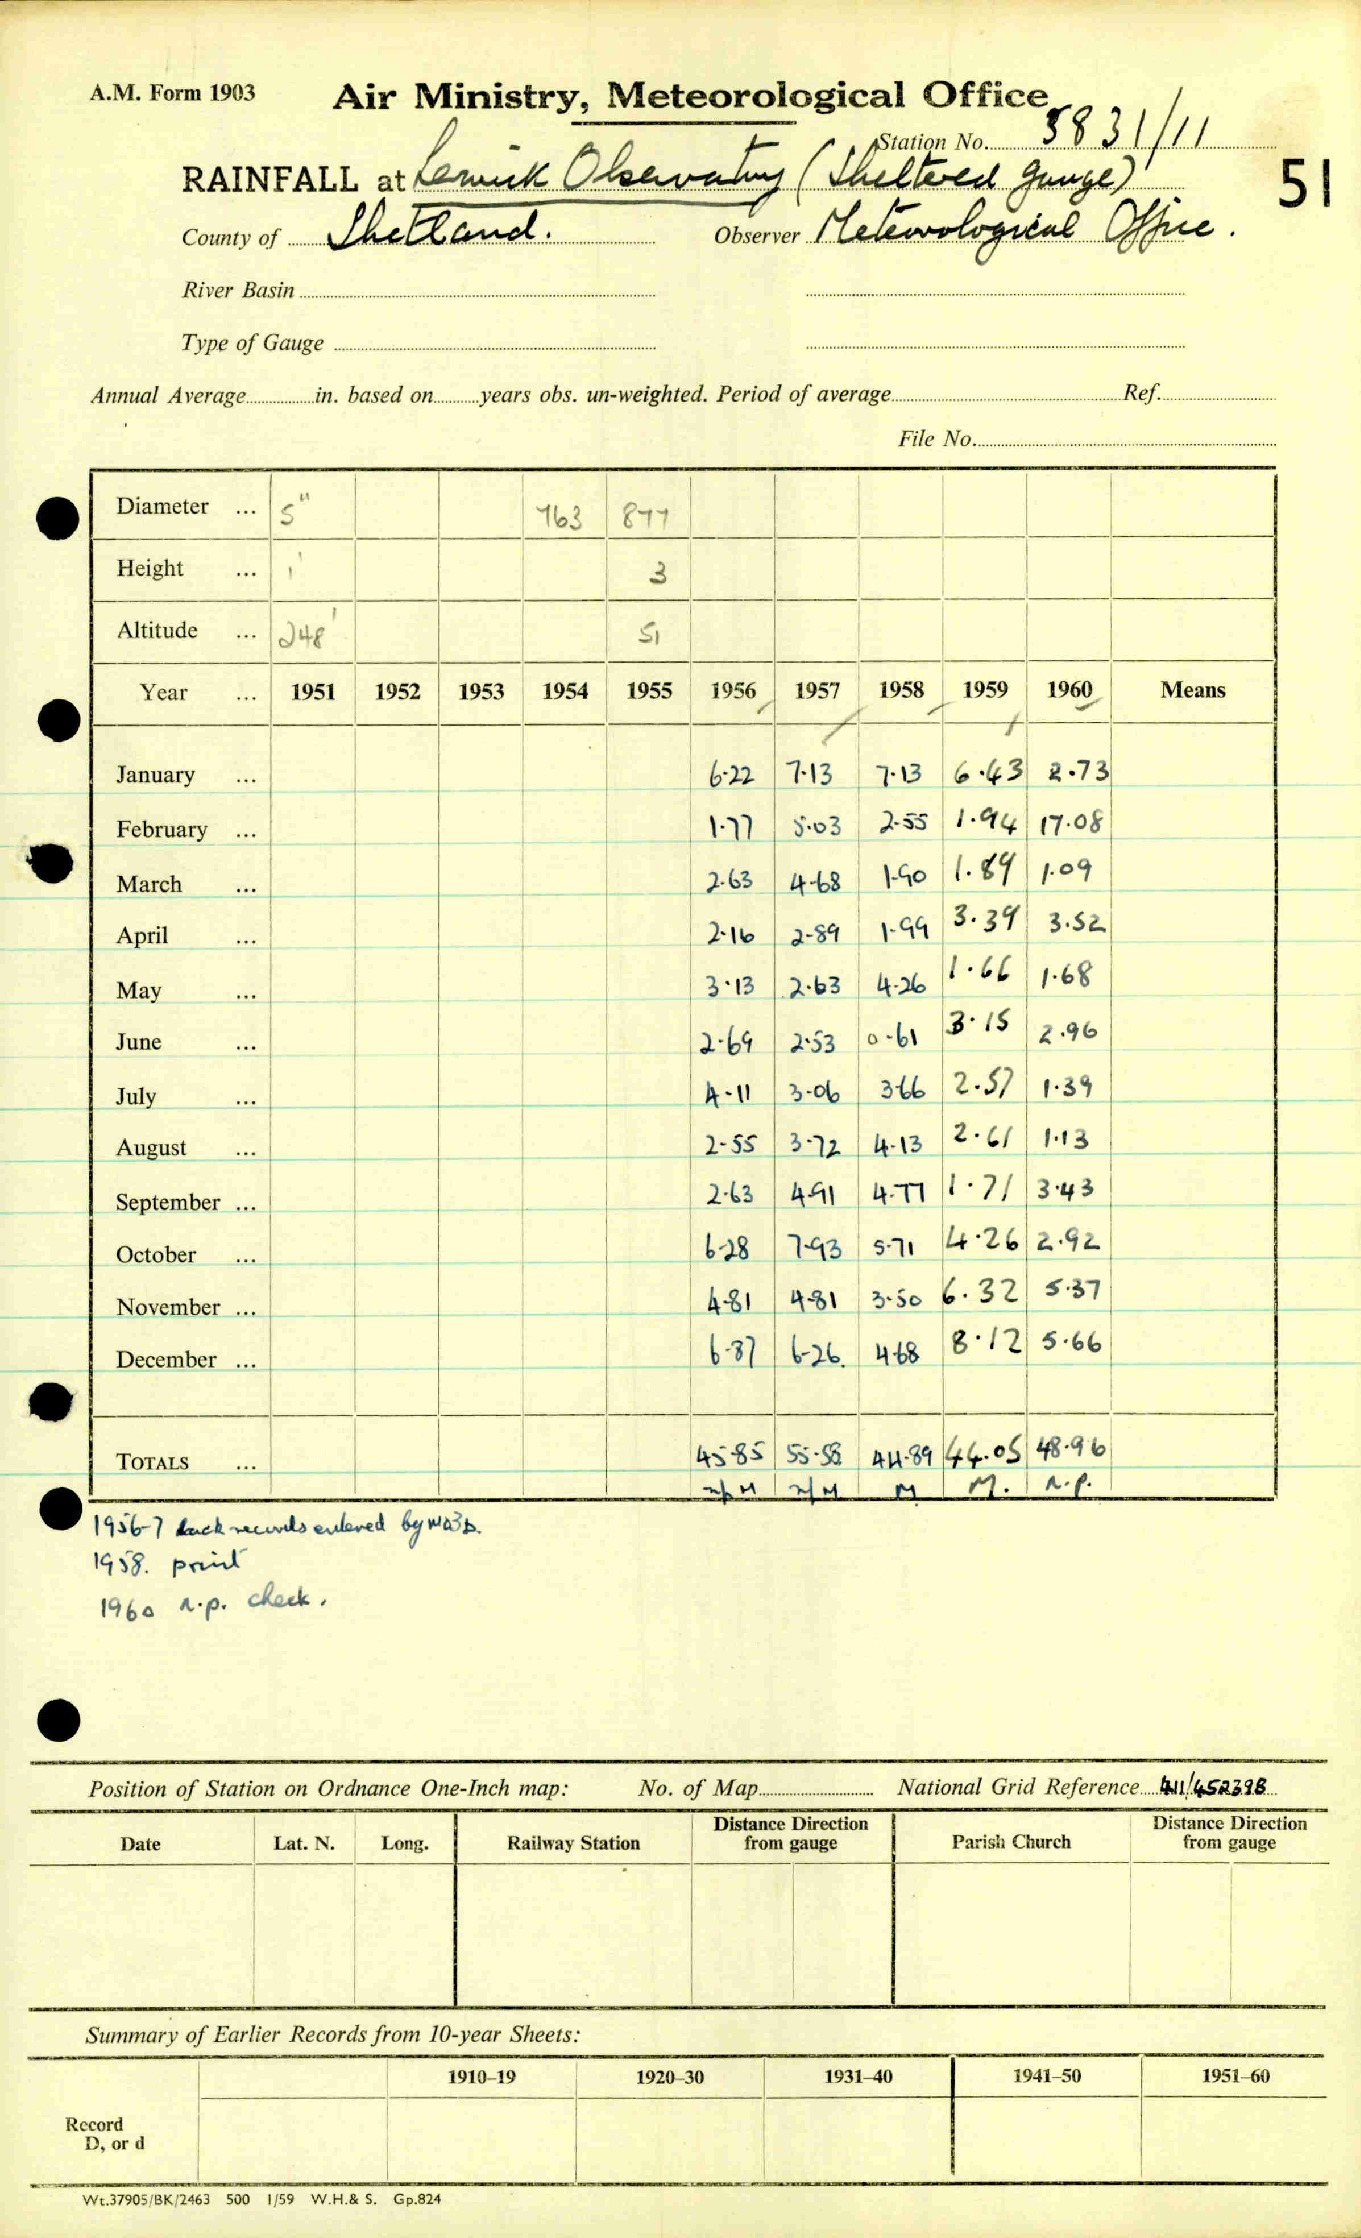 A.M. Form 1903 Air Ministry, Meteorological Office
Station No. 5831/11
RAINFALL at Lerwick Observatory (Sheltered gauge) 51
County of Shetland. Observer Meteorological Office.
River Basin
Type of Gauge
Annual Average in. based on years obs. un-weighted. Period of average Ref.
File No.
Diameter ... 5" 763 877
Height ... 1' 3
Altitude ... 248' 51
Year ... 1951 1952 1953 1954 1955 1956 1957 1958 1959 1960 Means
January ... 6.22 7.13 7.13 6.43 2.73
February ... 1.77 5.03 2.55 1.94 17.08
March ... 2.63 4.68 1.90 1.89 1.09
April ... 2.16 2.89 1.99 3.39 3.52
May ... 3.13 2.63 4.26 1.66 1.68
June ... 2.69 2.53 0.61 3.15 2.96
July ... 4.11 3.06 3.66 2.57 1.39
August ... 2.55 3.72 4.13 2.61 1.13
September ... 2.63 4.91 4.77 1.71 3.43
October ... 6.28 7.93 5.71 4.26 2.92
November ... 4.81 4.81 3.50 6.32 5.37
December ... 6.87 6.26 4.68 8.12 5.66
TOTALS ... 45.85 55.58 44.89 44.05 48.96
n/p M n/p M M M. n.p.
1956-7 back records entered by
1958. print
1960 n.p. check.
Position of Station on Ordnance One-Inch map: No. of Map National Grid Reference 411/452398
Date Lat. N. Long. Railway Station Distance Direction from gauge Parish Church Distance Direction from gauge
Summary of Earlier Records from 10-year Sheets:
1910–19 1920–30 1931–40 1941–50 1951–60
Record
D, or d
Wt.37905/BK/2463 500 1/59 W.H.& S. Gp.824